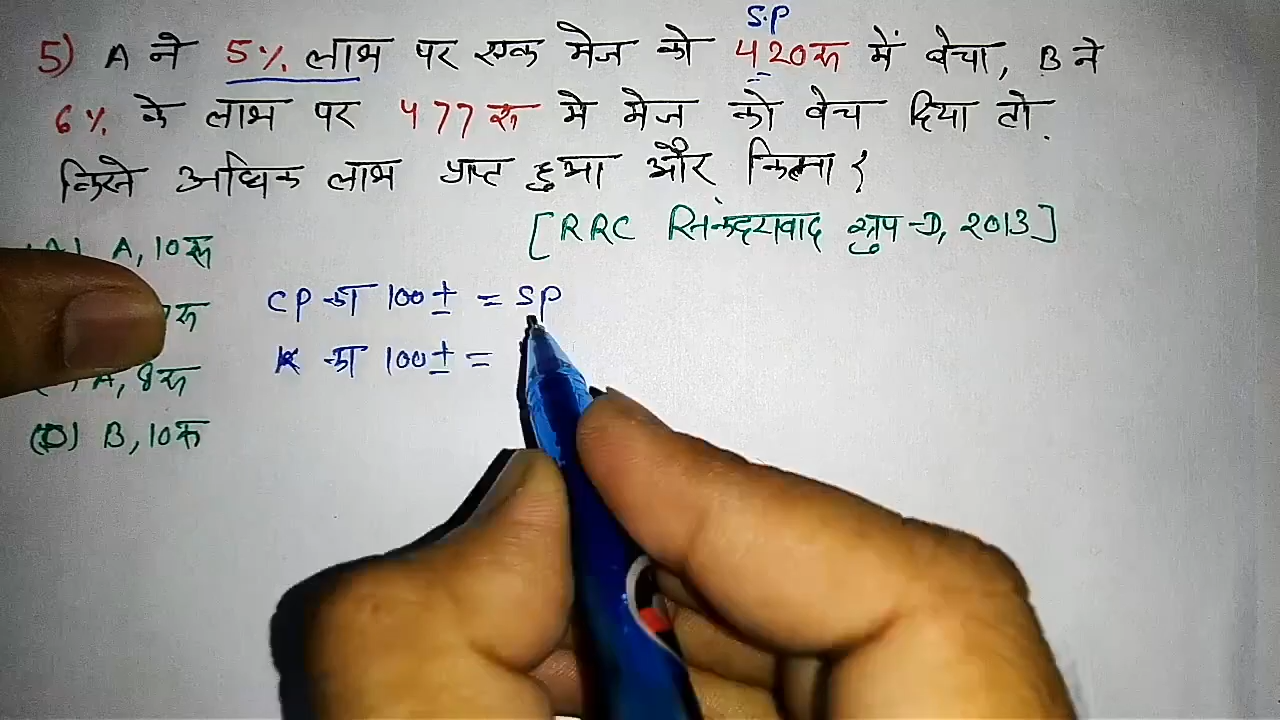 S.P
5) A ने 5% लाभ पर एक मेज को 420रू में बेचा, B ने
6% के लाभ पर 477रू मे मेज को बेच दिया तो
किसे अधिक लाभ प्राप्त हुआ और कितना ?
[RRC सिकंदराबाद ग्रुप-D, 2013]
A, 10रू
CP का 100± = SP
रू
K का 100± =
A, 8रू
(D) B, 10रू